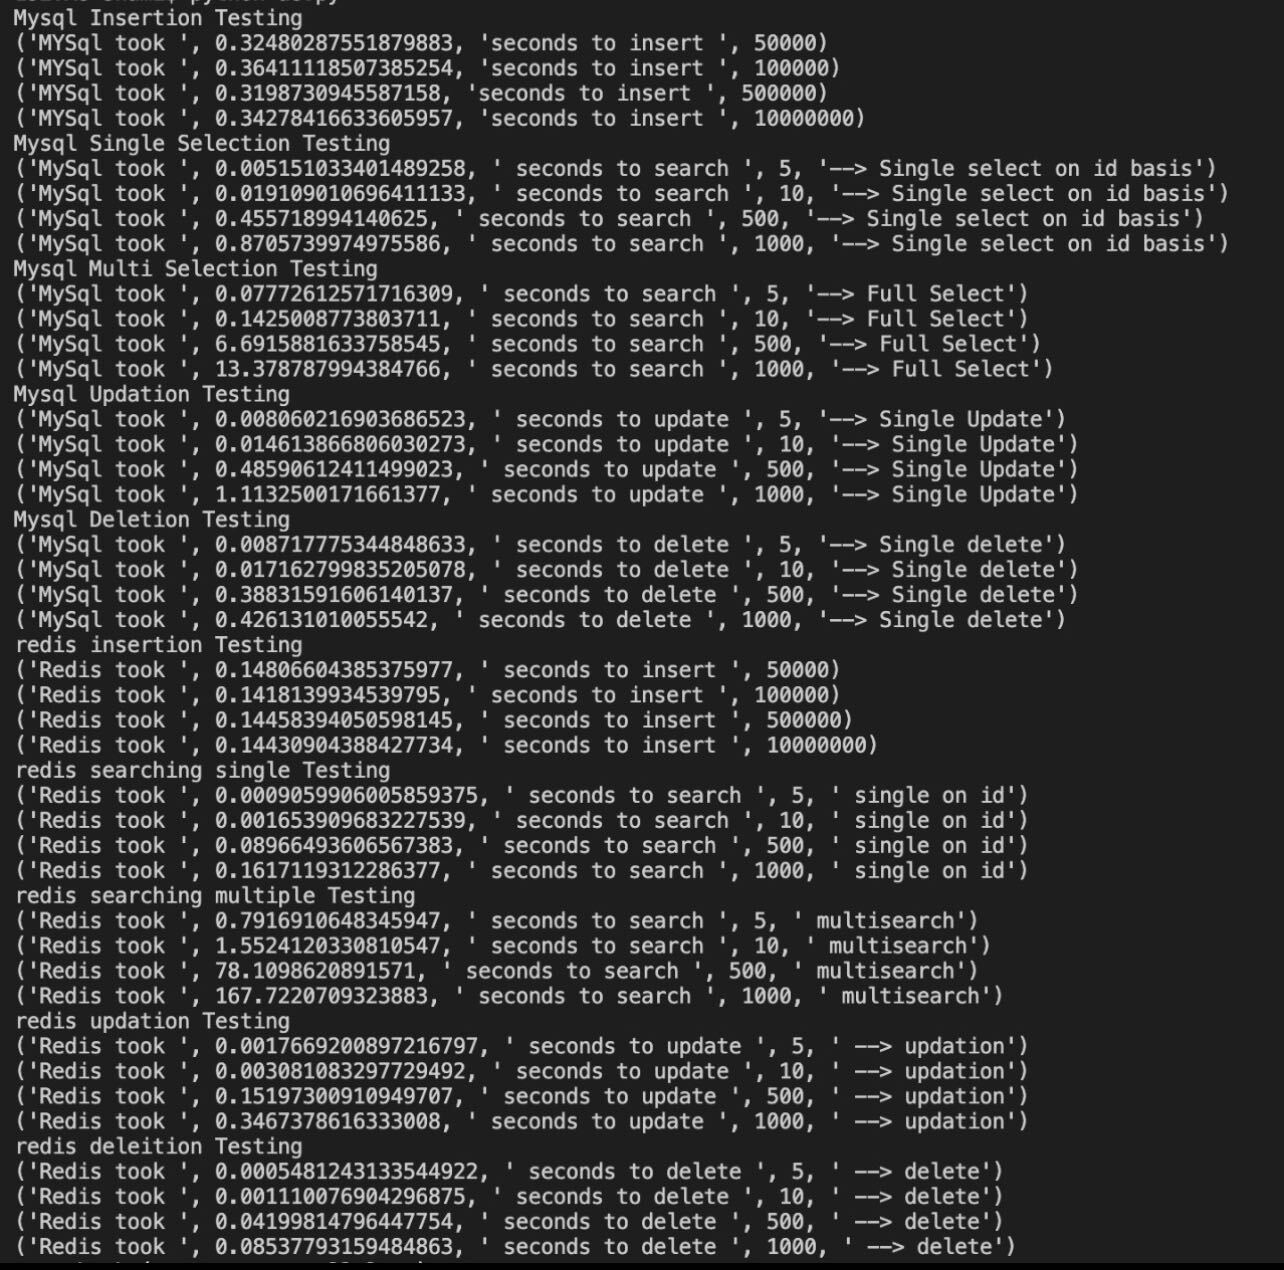 Mysql Insertion Testing
('MYSql took ', 0.32480287551879883, 'seconds to insert ', 50000)
('MYSql took ', 0.36411118507385254, 'seconds to insert ', 100000)
('MYSql took ', 0.3198730945587158, 'seconds to insert ', 500000)
('MYSql took ', 0.34278416633605957, 'seconds to insert ', 10000000)
Mysql Single Selection Testing
('MySql took ', 0.005151033401489258, ' seconds to search ', 5, '--> Single select on id basis')
('MySql took ', 0.019109010696411133, ' seconds to search ', 10, '--> Single select on id basis')
('MySql took ', 0.455718994140625, ' seconds to search ', 500, '--> Single select on id basis')
('MySql took ', 0.8705739974975586, ' seconds to search ', 1000, '--> Single select on id basis')
Mysql Multi Selection Testing
('MySql took ', 0.07772612571716309, ' seconds to search ', 5, '--> Full Select')
('MySql took ', 0.1425008773803711, ' seconds to search ', 10, '--> Full Select')
('MySql took ', 6.6915881633758545, ' seconds to search ', 500, '--> Full Select')
('MySql took ', 13.378787994384766, ' seconds to search ', 1000, '--> Full Select')
Mysql Updation Testing
('MySql took ', 0.008060216903686523, ' seconds to update ', 5, '--> Single Update')
('MySql took ', 0.014613866806030273, ' seconds to update ', 10, '--> Single Update')
('MySql took ', 0.48590612411499023, ' seconds to update ', 500, '--> Single Update')
('MySql took ', 1.1132500171661377, ' seconds to update ', 1000, '--> Single Update')
Mysql Deletion Testing
('MySql took ', 0.008717775344848633, ' seconds to delete ', 5, '--> Single delete')
('MySql took ', 0.017162799835205078, ' seconds to delete ', 10, '--> Single delete')
('MySql took ', 0.38831591606140137, ' seconds to delete ', 500, '--> Single delete')
('MySql took ', 0.426131010055542, ' seconds to delete ', 1000, '--> Single delete')
redis insertion Testing
('Redis took ', 0.14806604385375977, ' seconds to insert ', 50000)
('Redis took ', 0.1418139934539795, ' seconds to insert ', 100000)
('Redis took ', 0.14458394050598145, ' seconds to insert ', 500000)
('Redis took ', 0.14430904388427734, ' seconds to insert ', 10000000)
redis searching single Testing
('Redis took ', 0.0009059906005859375, ' seconds to search ', 5, ' single on id')
('Redis took ', 0.001653909683227539, ' seconds to search ', 10, ' single on id')
('Redis took ', 0.08966493606567383, ' seconds to search ', 500, ' single on id')
('Redis took ', 0.1617119312286377, ' seconds to search ', 1000, ' single on id')
redis searching multiple Testing
('Redis took ', 0.7916910648345947, ' seconds to search ', 5, ' multisearch')
('Redis took ', 1.5524120330810547, ' seconds to search ', 10, ' multisearch')
('Redis took ', 78.1098620891571, ' seconds to search ', 500, ' multisearch')
('Redis took ', 167.7220709323883, ' seconds to search ', 1000, ' multisearch')
redis updation Testing
('Redis took ', 0.0017669200897216797, ' seconds to update ', 5, ' --> updation')
('Redis took ', 0.003081083297729492, ' seconds to update ', 10, ' --> updation')
('Redis took ', 0.15197300910949707, ' seconds to update ', 500, ' --> updation')
('Redis took ', 0.3467378616333008, ' seconds to update ', 1000, ' --> updation')
redis deleition Testing
('Redis took ', 0.0005481243133544922, ' seconds to delete ', 5, ' --> delete')
('Redis took ', 0.001110076904296875, ' seconds to delete ', 10, ' --> delete')
('Redis took ', 0.04199814796447754, ' seconds to delete ', 500, ' --> delete')
('Redis took ', 0.08537793159484863, ' seconds to delete ', 1000, ' --> delete')